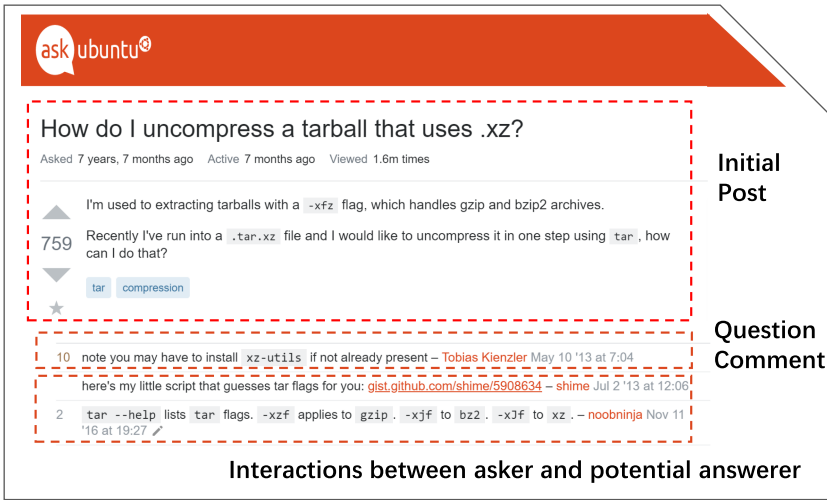 ask ubuntu
How do I uncompress a tarball that uses .xz?
Asked 7 years, 7 months ago Active 7 months ago Viewed 1.6m times
Initial
Post
I'm used to extracting tarballs with a -xfz flag, which handles gzip and bzip2 archives.
759
Recently I've run into a .tar.xz file and I would like to uncompress it in one step using tar, how
can I do that?
tar compression
Question
Comment
10 note you may have to install xz-utils if not already present – Tobias Kienzler May 10 '13 at 7:04
here's my little script that guesses tar flags for you: gist.github.com/shime/5908634 – shime Jul 2 '13 at 12:06
2 tar --help lists tar flags. -xzf applies to gzip. -xjf to bz2. -xJf to xz. – noobninja Nov 11
'16 at 19:27
Interactions between asker and potential answerer